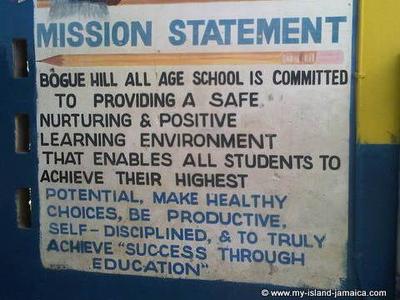 MISSION STATEMENT
BOGUE HILL ALL AGE SCHOOL IS COMMITTED
TO PROVIDING A SAFE,
NURTURING & POSITIVE
LEARNING ENVIRONMENT
THAT ENABLES ALL STUDENTS TO
ACHIEVE THEIR HIGHEST
POTENTIAL, MAKE HEALTHY
CHOICES, BE PRODUCTIVE,
SELF-DISCIPLINED, & TO TRULY
ACHIEVE "SUCCESS THROUGH
EDUCATION"
© www.my-island-jamaica.com